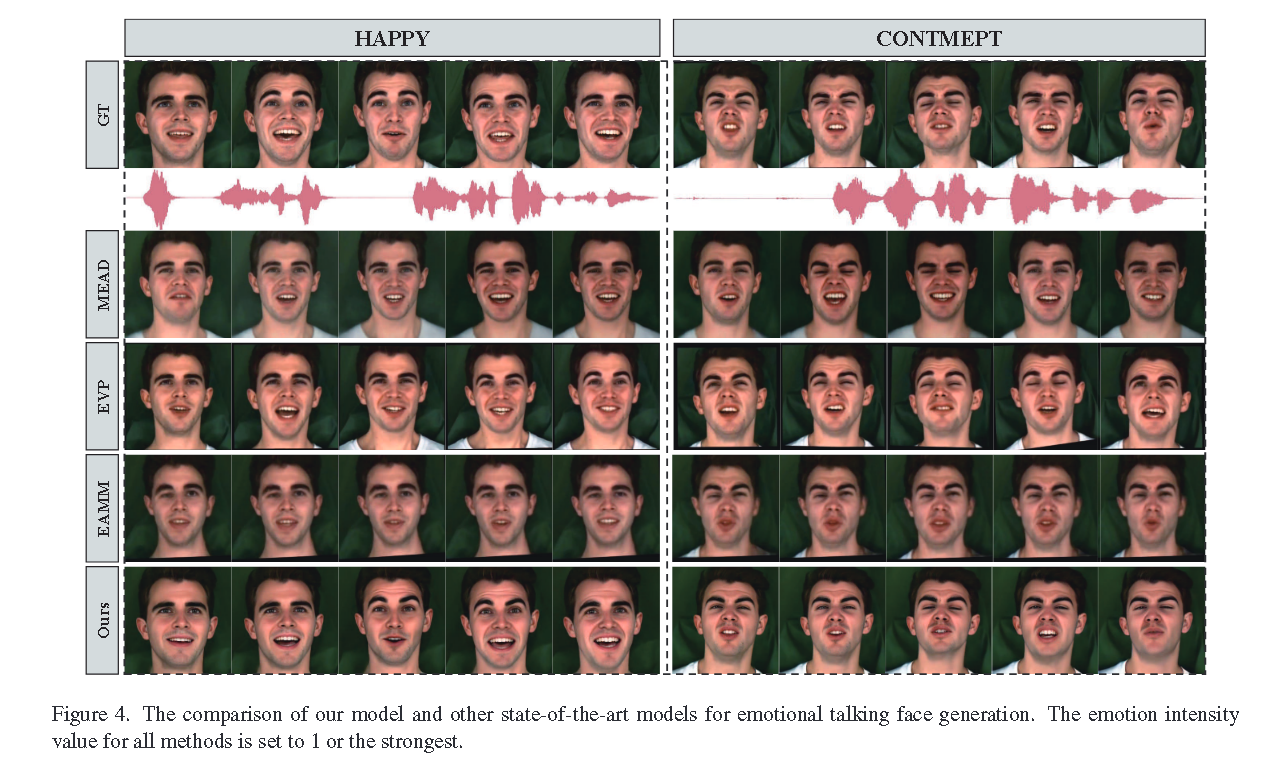 HAPPY
CONTMEPT
GT
MEAD
EVP
EAMM
Ours
Figure 4. The comparison of our model and other state-of-the-art models for emotional talking face generation. The emotion intensity
value for all methods is set to 1 or the strongest.